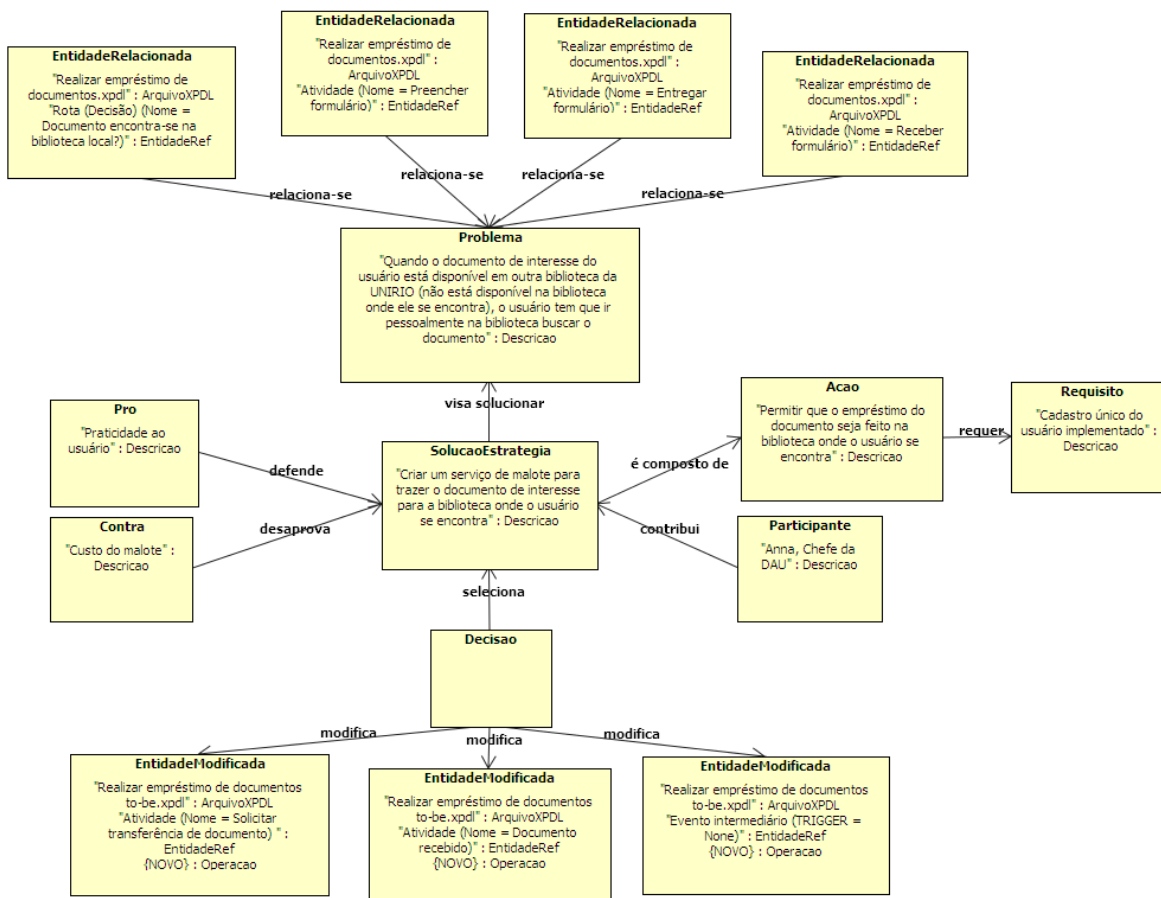 EntidadeRelacionada
"Realizar empréstimo de
documentos.xpdl" : ArquivoXPDL
"Rota (Decisão) (Nome =
Documento encontra-se na
biblioteca local?)" : EntidadeRef
EntidadeRelacionada
"Realizar empréstimo de
documentos.xpdl" :
ArquivoXPDL
"Atividade (Nome = Preencher
formulário)" : EntidadeRef
EntidadeRelacionada
"Realizar empréstimo de
documentos.xpdl" :
ArquivoXPDL
"Atividade (Nome = Entregar
formulário)" : EntidadeRef
EntidadeRelacionada
"Realizar empréstimo de
documentos.xpdl" :
ArquivoXPDL
"Atividade (Nome = Receber
formulário)" : EntidadeRef
relaciona-se
relaciona-se
relaciona-se
relaciona-se
Problema
"Quando o documento de interesse do
usuário está disponível em outra biblioteca da
UNIRIO (não está disponível na biblioteca
onde ele se encontra), o usuário tem que ir
pessoalmente na biblioteca buscar o
documento" : Descricao
visa solucionar
Pro
"Praticidade ao
usuário" : Descricao
defende
Contra
"Custo do malote" :
Descricao
desaprova
SolucaoEstrategia
"Criar um serviço de malote para
trazer o documento de interesse
para a biblioteca onde o usuário
se encontra" : Descricao
é composto de
Acao
"Permitir que o empréstimo do
documento seja feito na
biblioteca onde o usuário se
encontra" : Descricao
requer
Requisito
"Cadastro único do
usuário implementado" :
Descricao
contribui
Participante
"Anna, Chefe da
DAU" : Descricao
seleciona
Decisao
modifica
modifica
modifica
EntidadeModificada
"Realizar empréstimo de documentos
to-be.xpdl" : ArquivoXPDL
"Atividade (Nome = Solicitar
transferência de documento) " :
EntidadeRef
{NOVO} : Operacao
EntidadeModificada
"Realizar empréstimo de documentos
to-be.xpdl" : ArquivoXPDL
"Atividade (Nome = Documento
recebido)" : EntidadeRef
{NOVO} : Operacao
EntidadeModificada
"Realizar empréstimo de documentos
to-be.xpdl" : ArquivoXPDL
"Evento intermediário (TRIGGER =
None)" : EntidadeRef
{NOVO} : Operacao